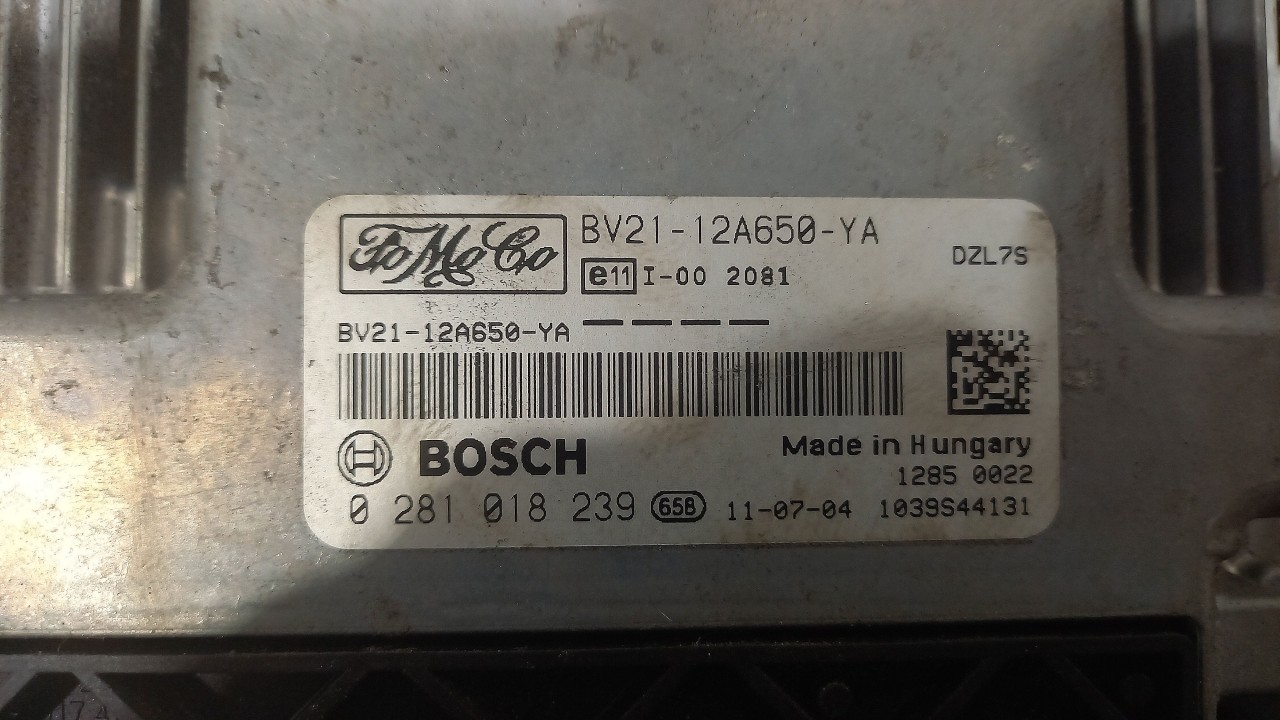 FoMoCo
BV21-12A650-YA
DZL7S
e11 I-00 2081
BV21-12A650-YA
BOSCH
Made in Hungary
1285 0022
0 281 018 239 65B 11-07-04 1039S44131